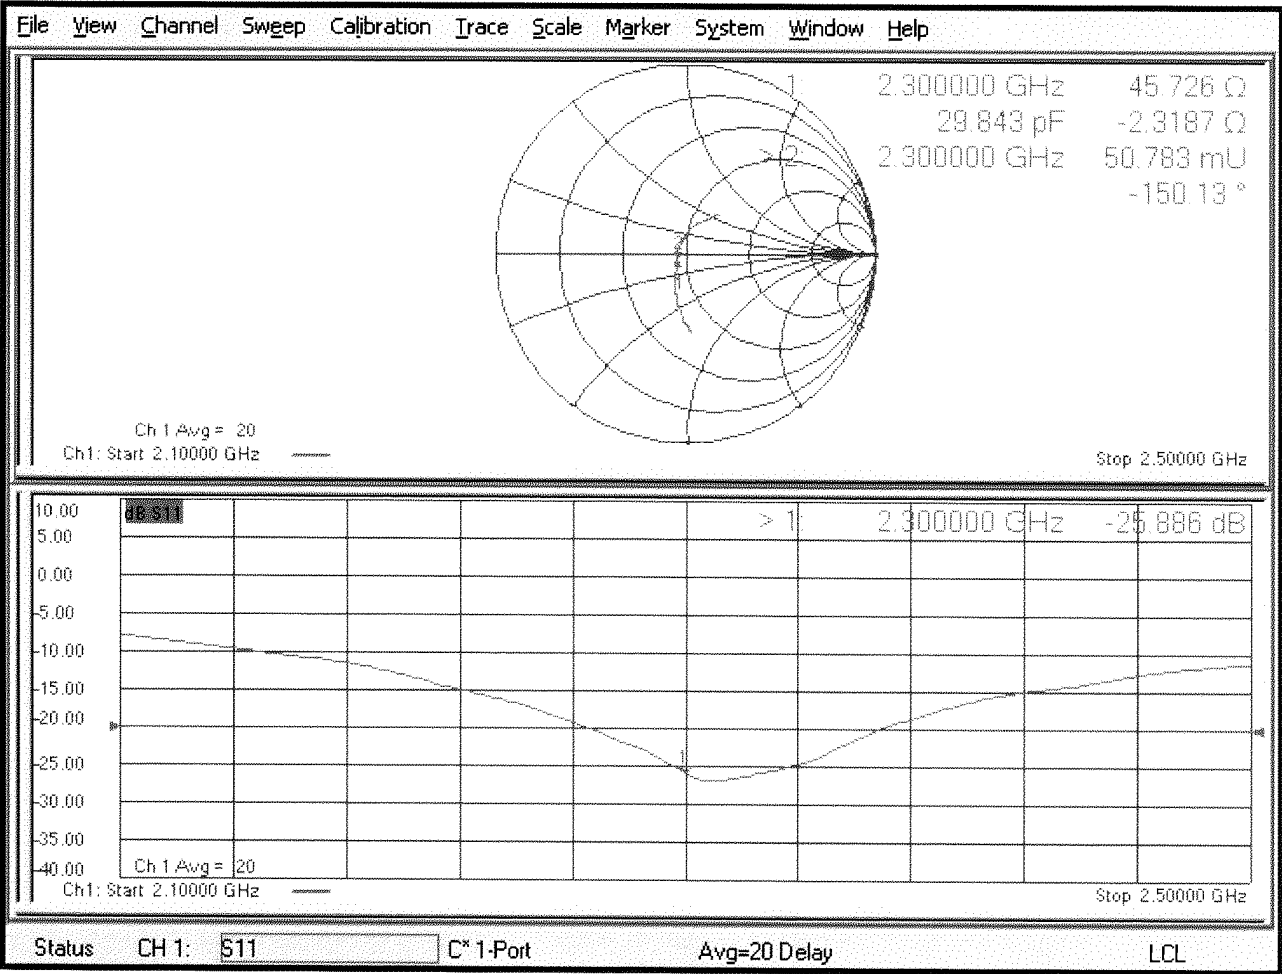 File View Channel Sweep Calibration Trace Scale Marker System Window Help
1: 2.300000 GHz 45.726 Ω
29.843 pF -2.3187 Ω
> 2: 2.300000 GHz 50.783 mU
-150.13 °
Ch 1 Avg = 20
Ch1: Start 2.10000 GHz
Stop 2.50000 GHz
10.00
dB S11
> 1: 2.300000 GHz -25.886 dB
5.00
0.00
-5.00
-10.00
-15.00
-20.00
-25.00
1
-30.00
-35.00
-40.00
Ch 1 Avg = 20
Ch1: Start 2.10000 GHz
Stop 2.50000 GHz
Status CH 1: S11 C* 1-Port Avg=20 Delay LCL